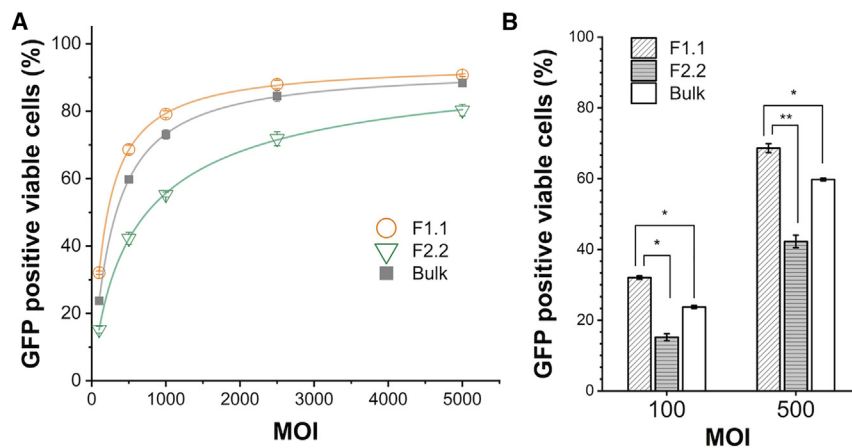 A
GFP positive viable cells (%)
100
80
60
40
20
0
F1.1
F2.2
Bulk
0 1000 2000 3000 4000 5000
MOI
B
GFP positive viable cells (%)
100
80
60
40
20
0
F1.1
F2.2
Bulk
*
*
*
**
100 500
MOI